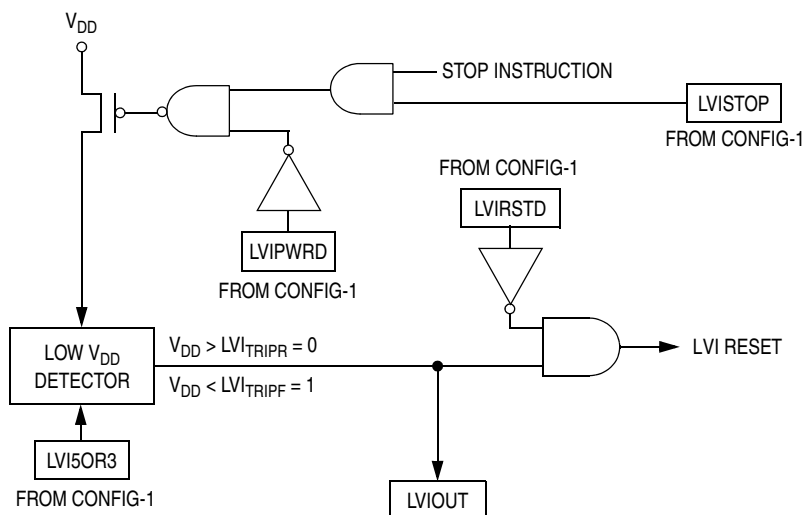 VDD
STOP INSTRUCTION
LVISTOP
FROM CONFIG-1
FROM CONFIG-1
LVIRSTD
LVIPWRD
FROM CONFIG-1
LOW VDD
DETECTOR
VDD > LVITRIPR = 0
VDD < LVITRIPF = 1
LVI RESET
LVI5OR3
FROM CONFIG-1
LVIOUT